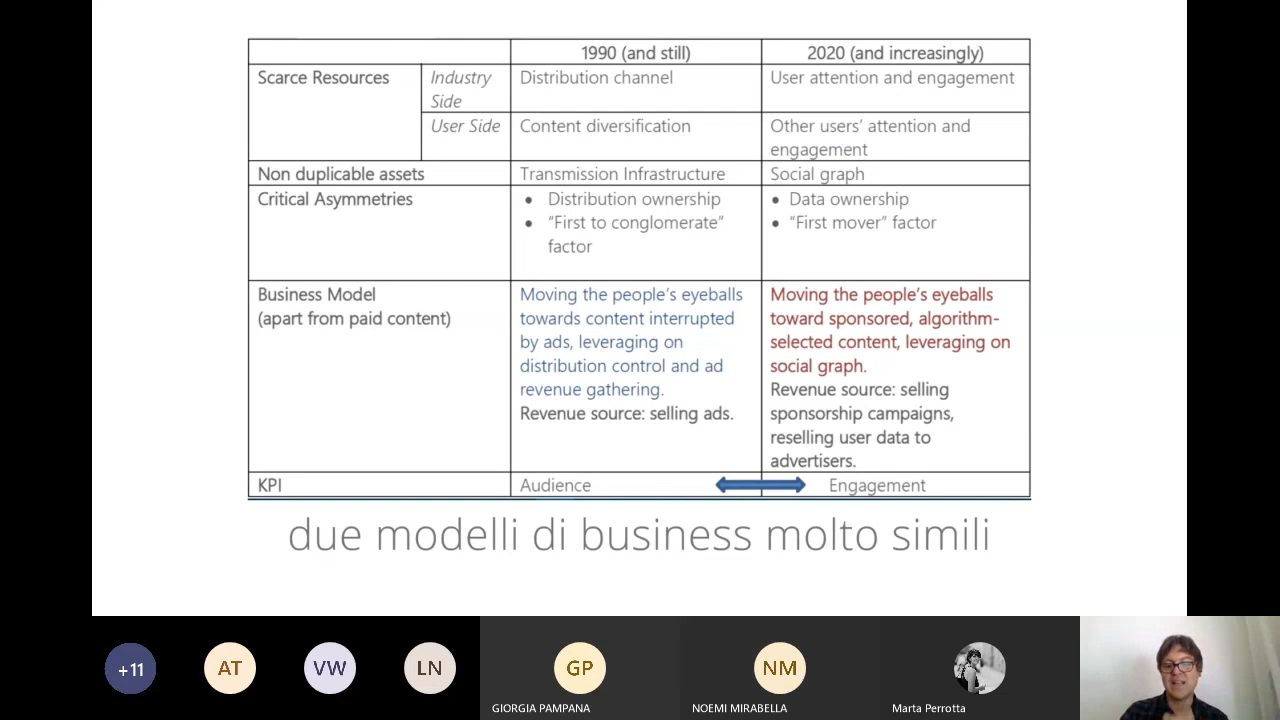 1990 (and still)
2020 (and increasingly)
Scarce Resources
Industry
Side
Distribution channel
User attention and engagement
User Side
Content diversification
Other users’ attention and
engagement
Non duplicable assets
Transmission Infrastructure
Social graph
Critical Asymmetries
• Distribution ownership
• “First to conglomerate”
factor
• Data ownership
• “First mover” factor
Business Model
(apart from paid content)
Moving the people’s eyeballs
towards content interrupted
by ads, leveraging on
distribution control and ad
revenue gathering.
Revenue source: selling ads.
Moving the people’s eyeballs
toward sponsored, algorithm-
selected content, leveraging on
social graph.
Revenue source: selling
sponsorship campaigns,
reselling user data to
advertisers.
KPI
Audience
Engagement
due modelli di business molto simili
+11
AT
VW
LN
GP
NM
GIORGIA PAMPANA
NOEMI MIRABELLA
Marta Perrotta